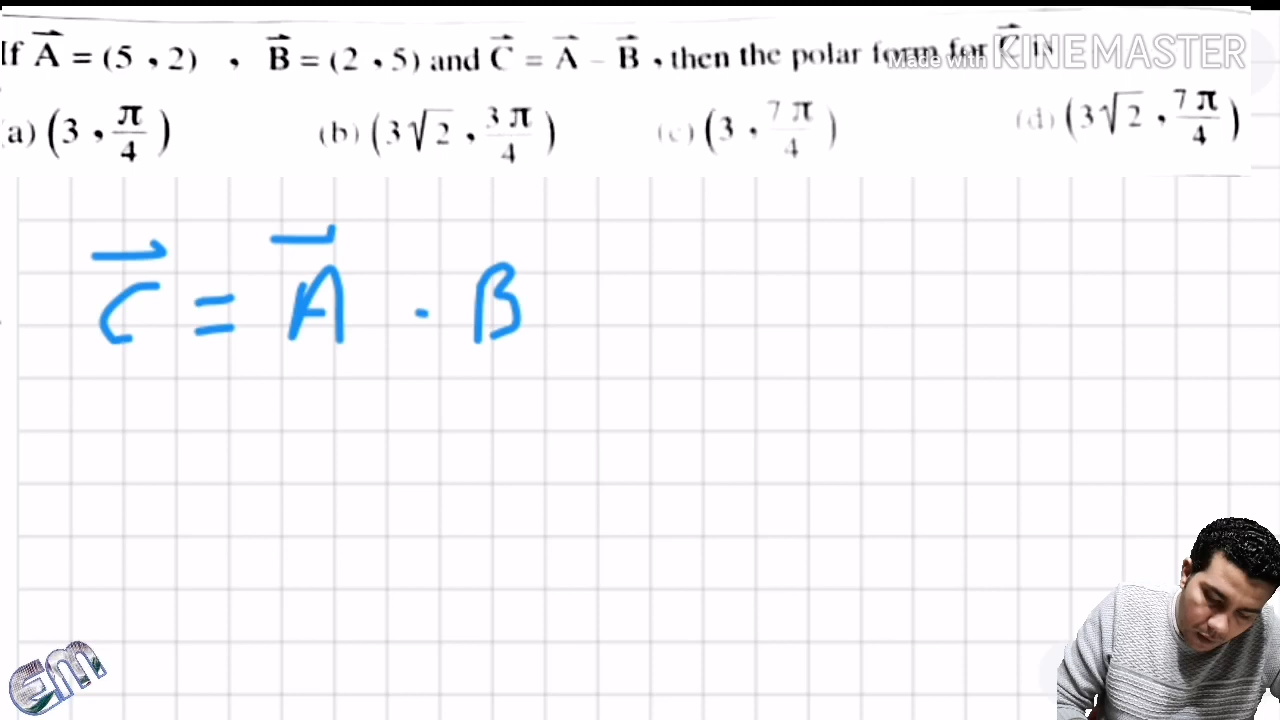 If A⃗ = (5 , 2) , B⃗ = (2 , 5) and C⃗ = A⃗ − B⃗ , then the polar form for C⃗ is
Made with KINEMASTER
a) (3 , π/4) (b) (3√2 , 3π/4) (c) (3 , 7π/4) (d) (3√2 , 7π/4)
C⃗ = A⃗ - B
GM